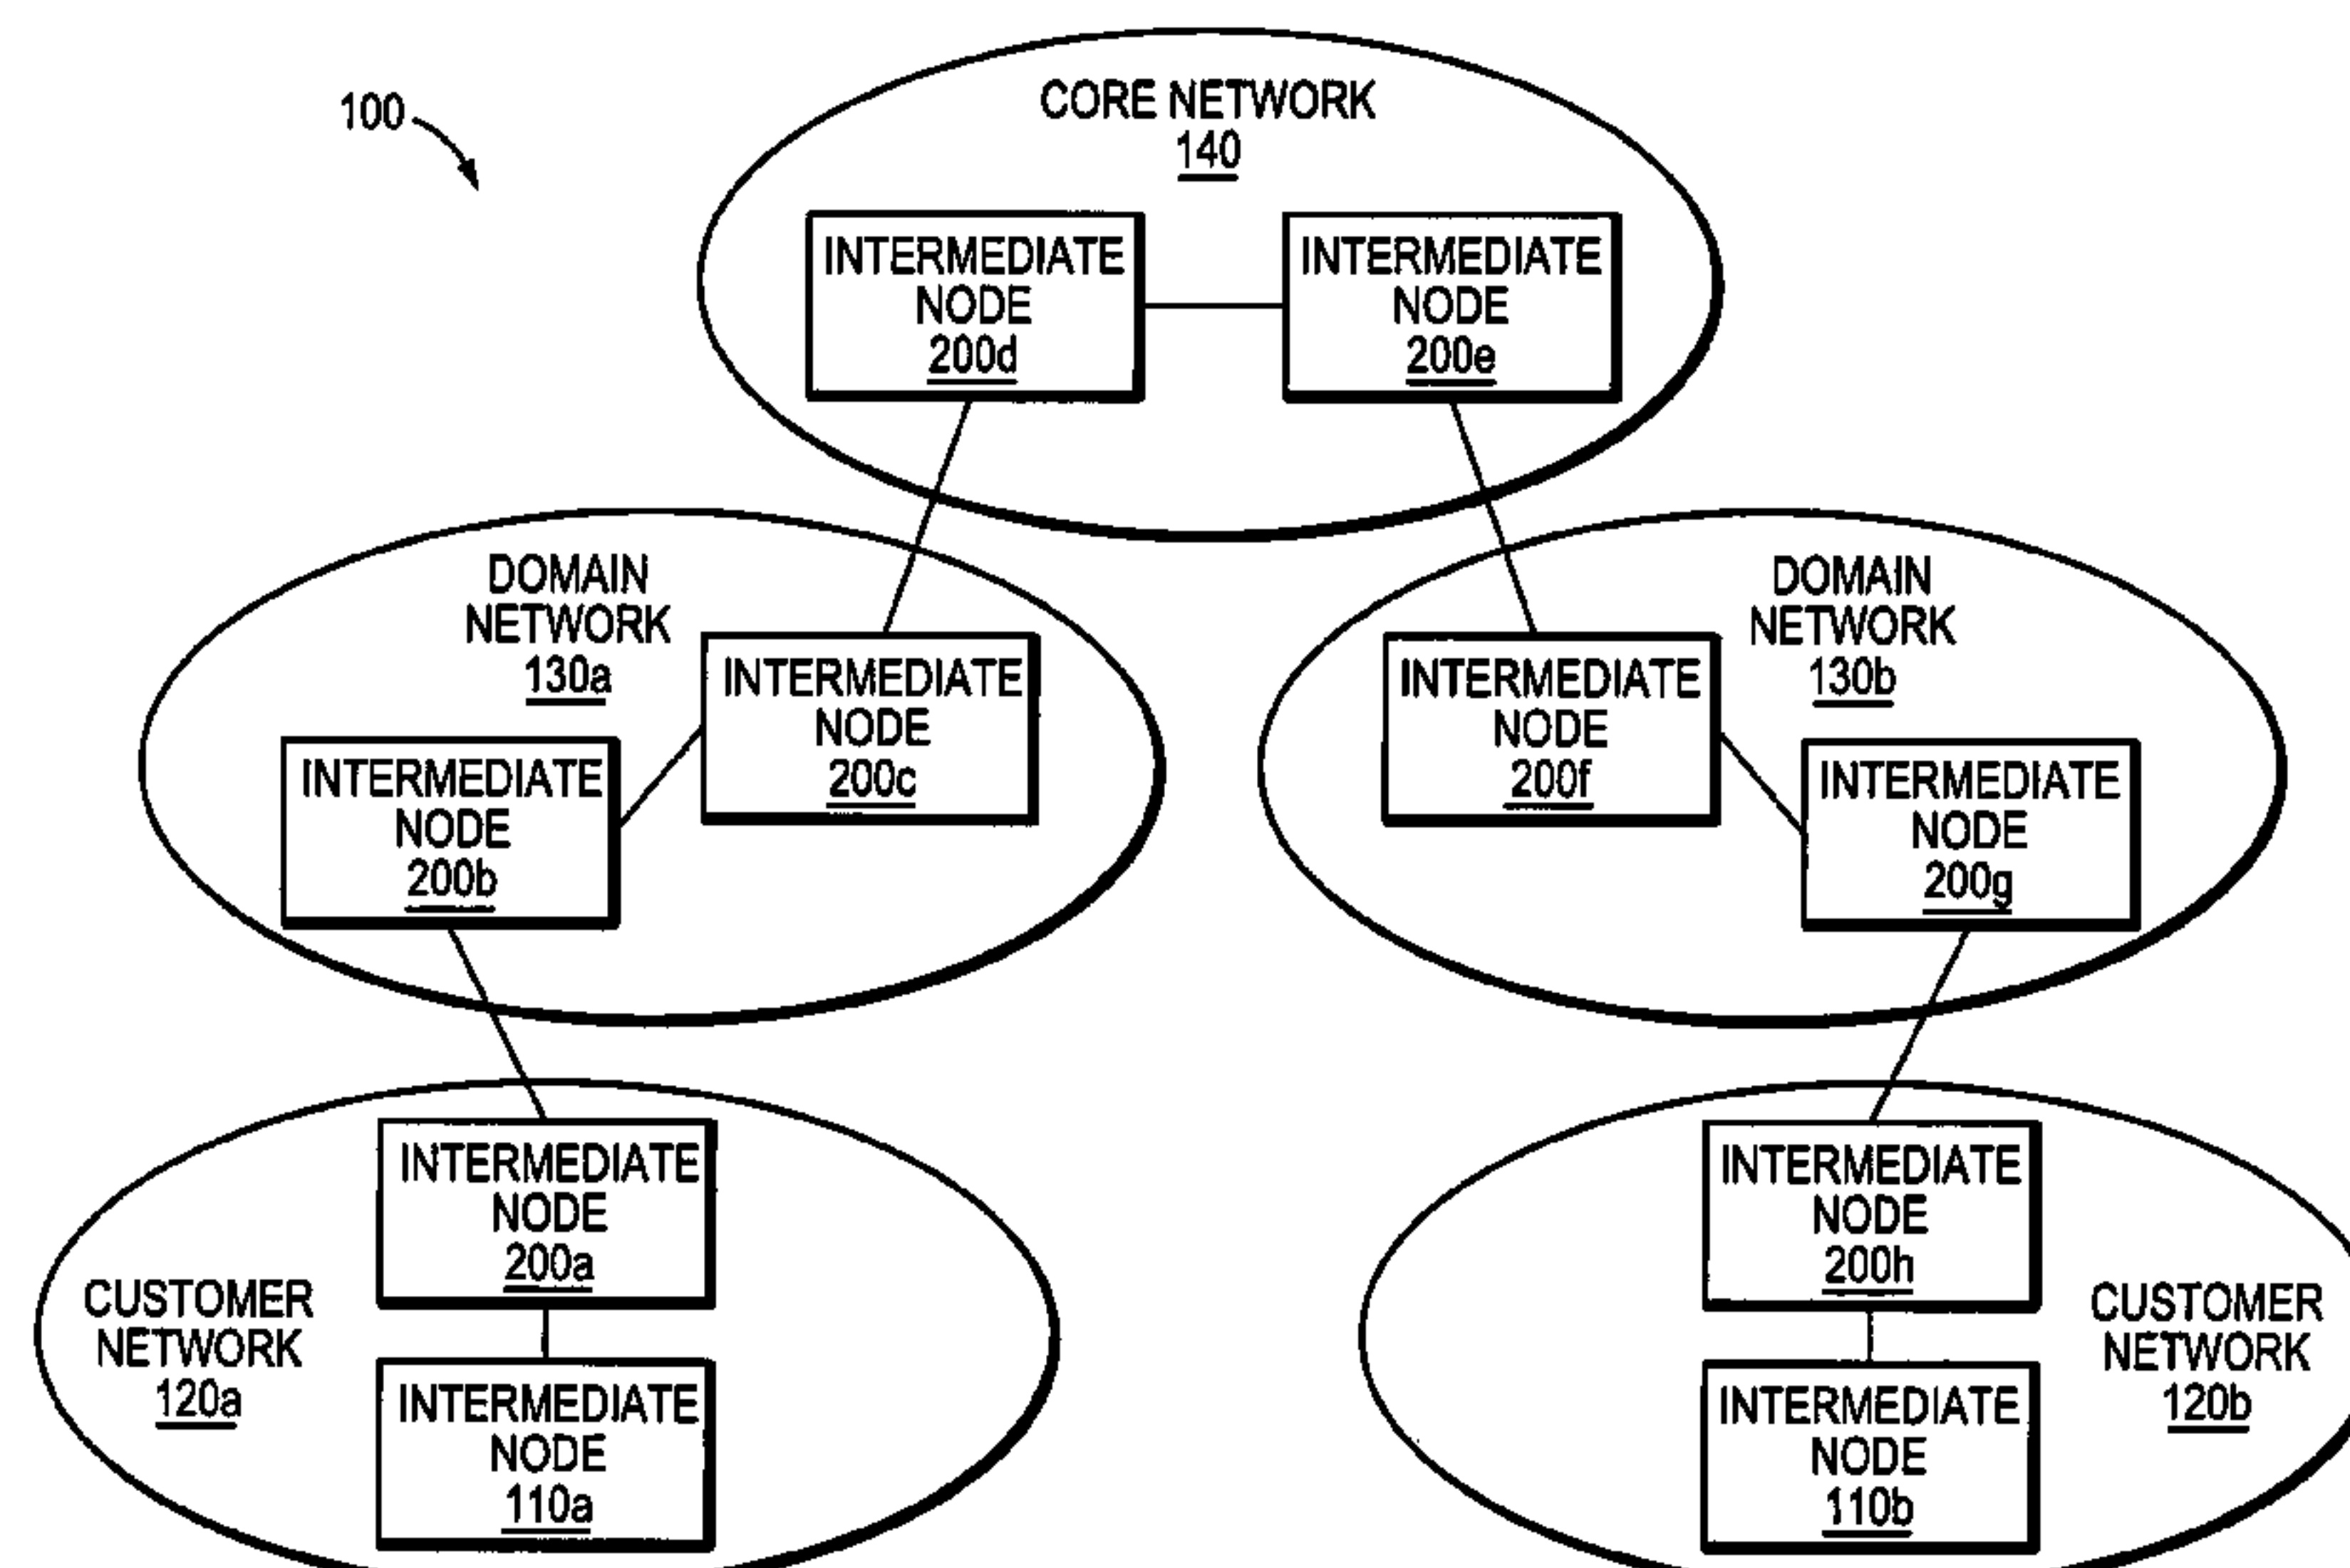 100
CORE NETWORK
140
INTERMEDIATE
NODE
200d
INTERMEDIATE
NODE
200e
DOMAIN
NETWORK
130a
INTERMEDIATE
NODE
200c
INTERMEDIATE
NODE
200b
DOMAIN
NETWORK
130b
INTERMEDIATE
NODE
200f
INTERMEDIATE
NODE
200g
CUSTOMER
NETWORK
120a
INTERMEDIATE
NODE
200a
INTERMEDIATE
NODE
110a
INTERMEDIATE
NODE
200h
CUSTOMER
NETWORK
120b
INTERMEDIATE
NODE
110b